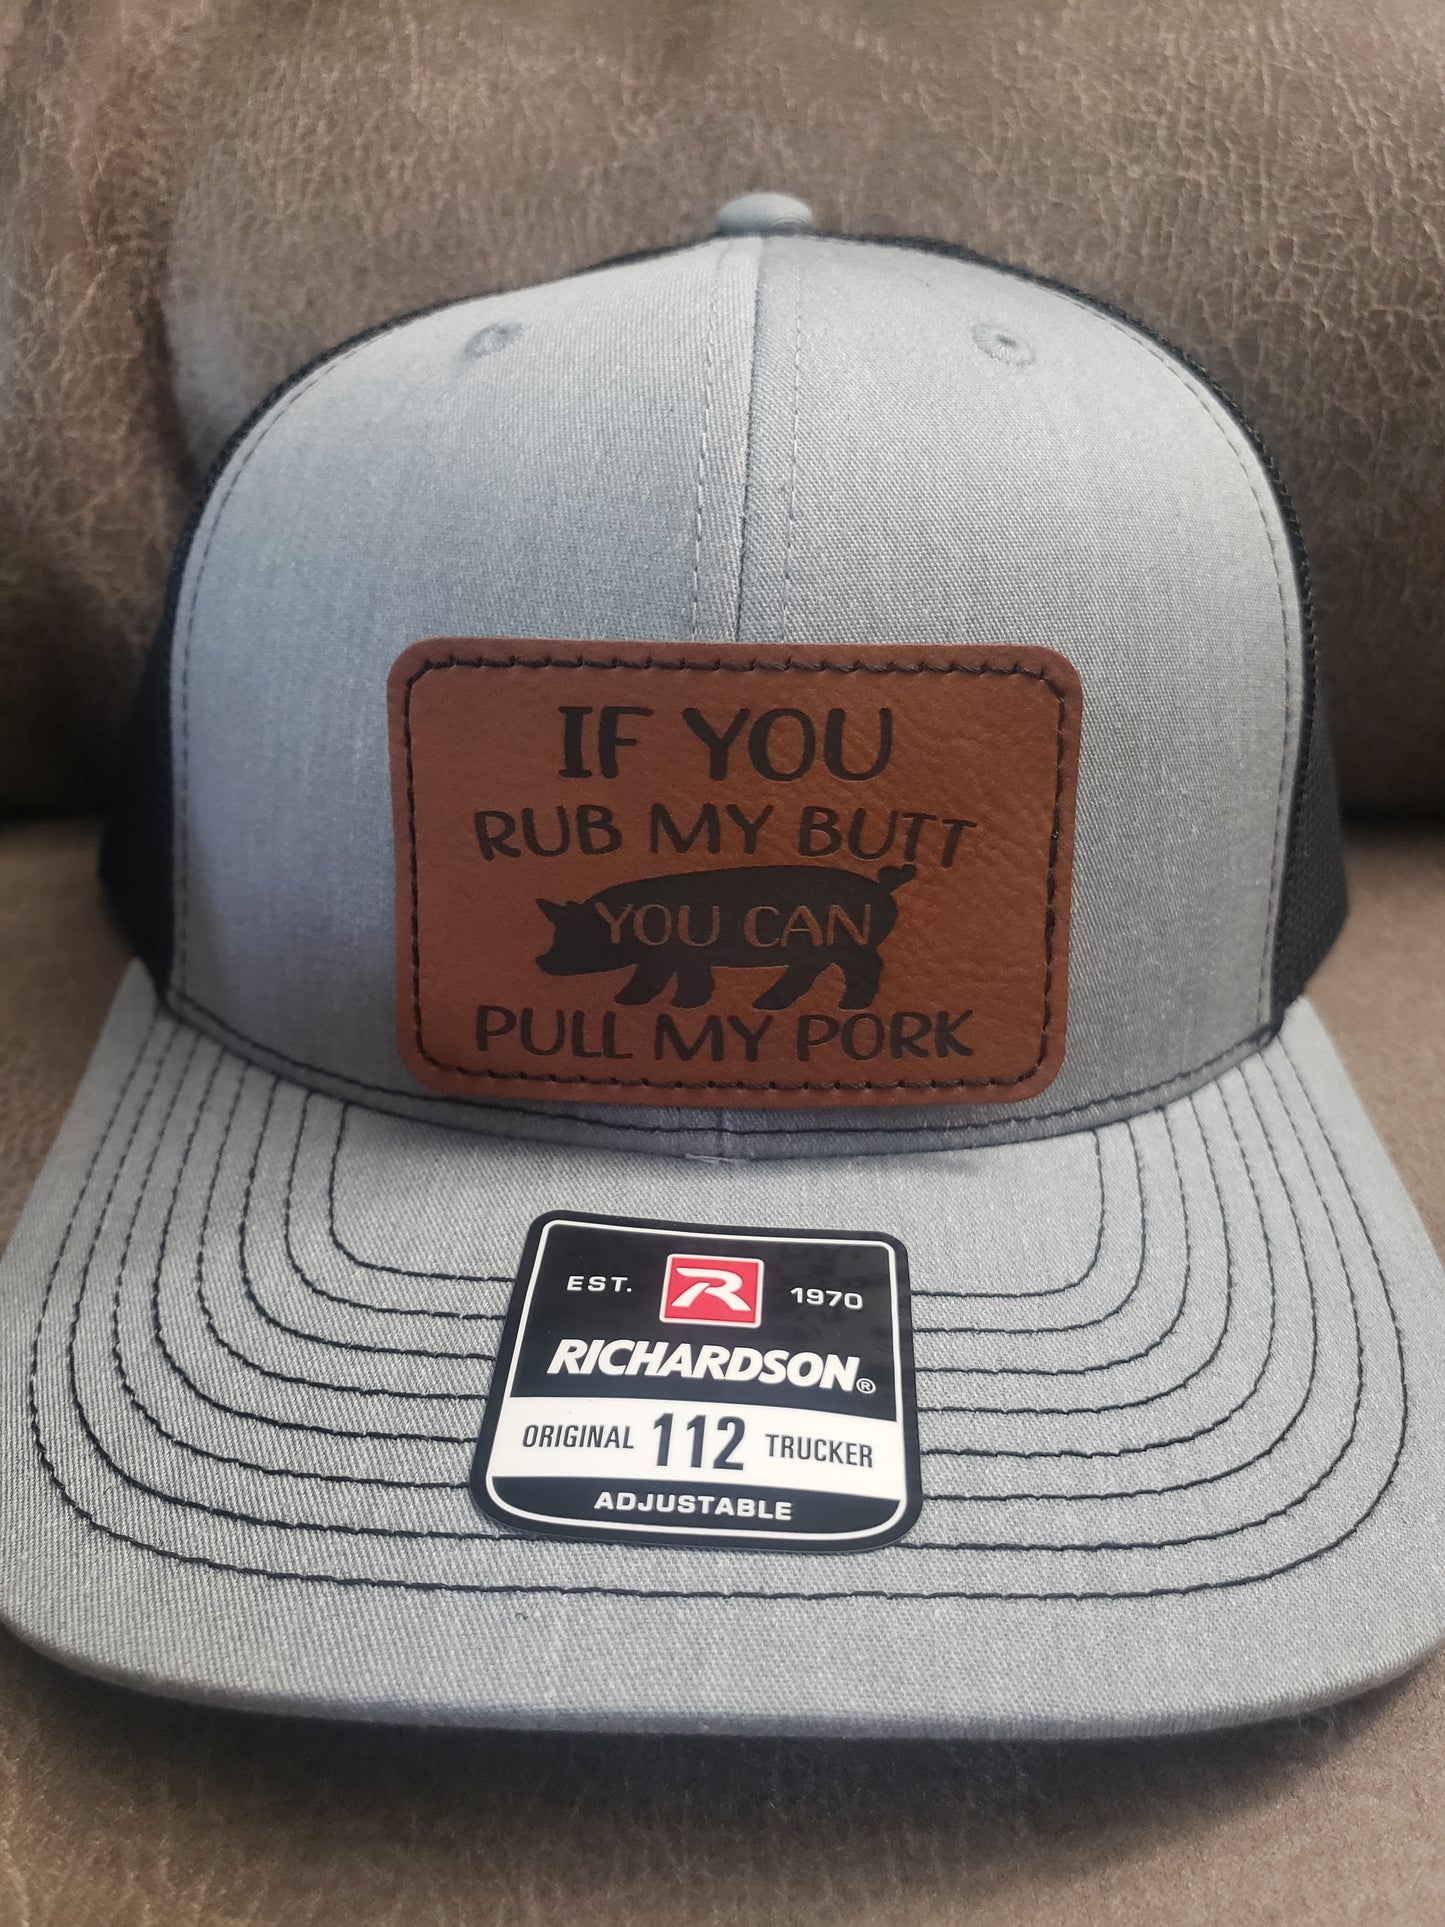 IF YOU
RUB MY BUTT
YOU CAN
PULL MY PORK
EST. R 1970
RICHARDSON®
ORIGINAL 112 TRUCKER
ADJUSTABLE